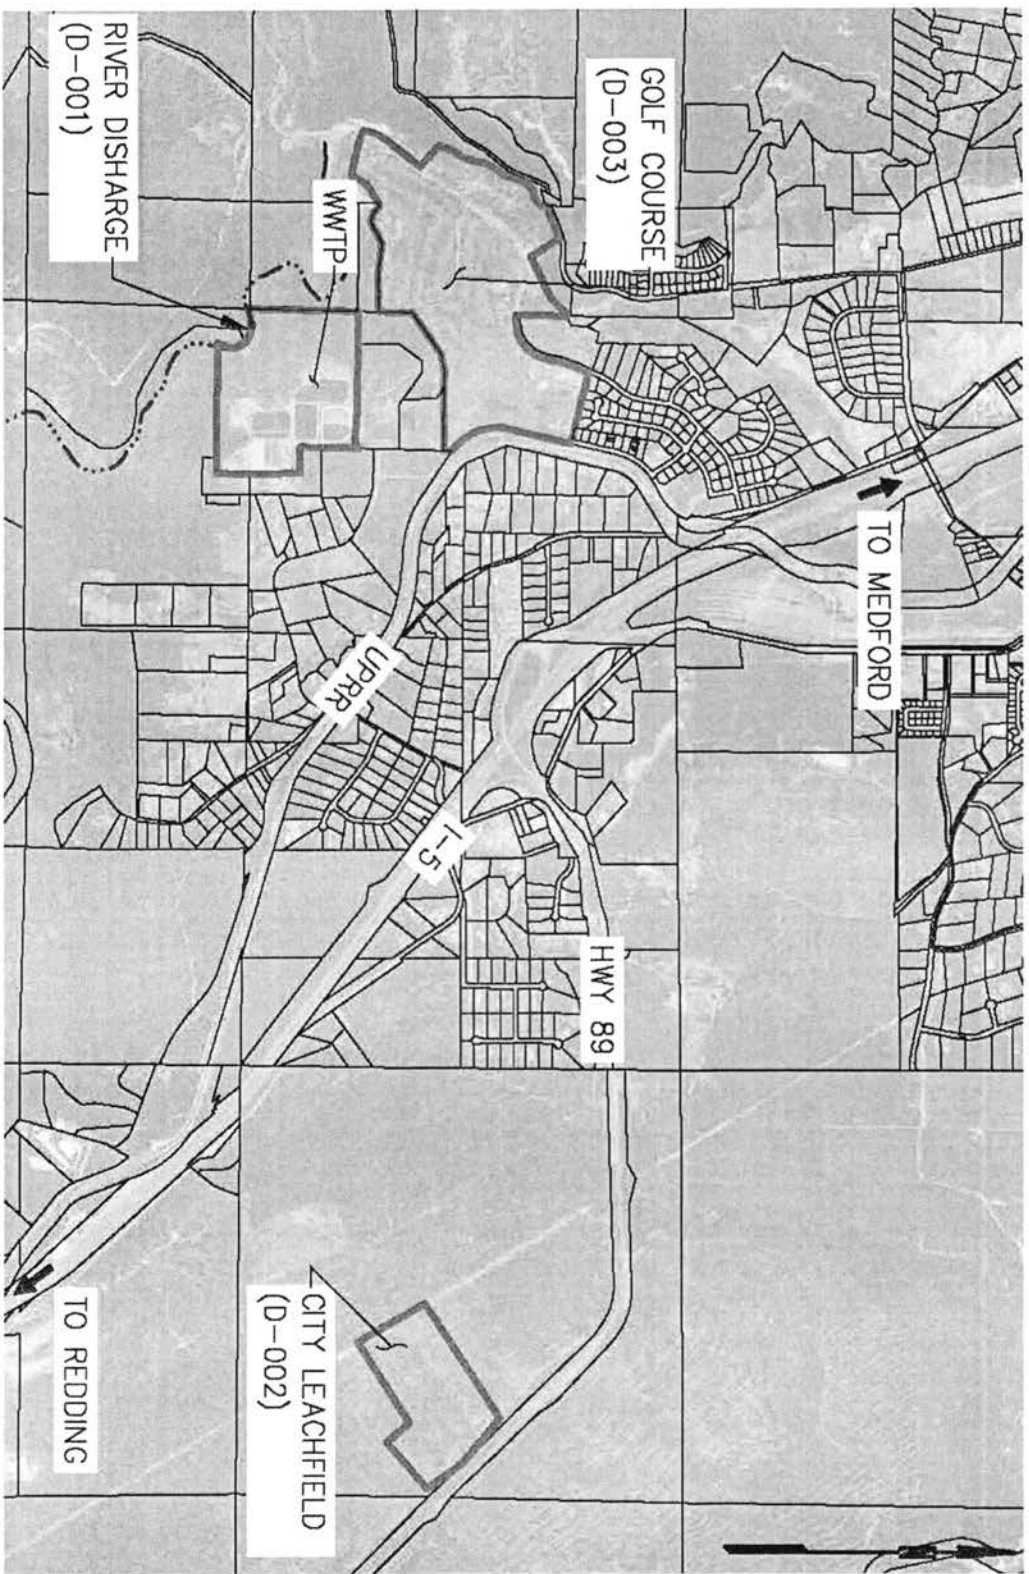 GOLF COURSE
(D-003)
TO MEDFORD
WWTP
RIVER DISHARGE
(D-001)
UPRR
I-5
HWY 89
CITY LEACHFIELD
(D-002)
TO REDDING